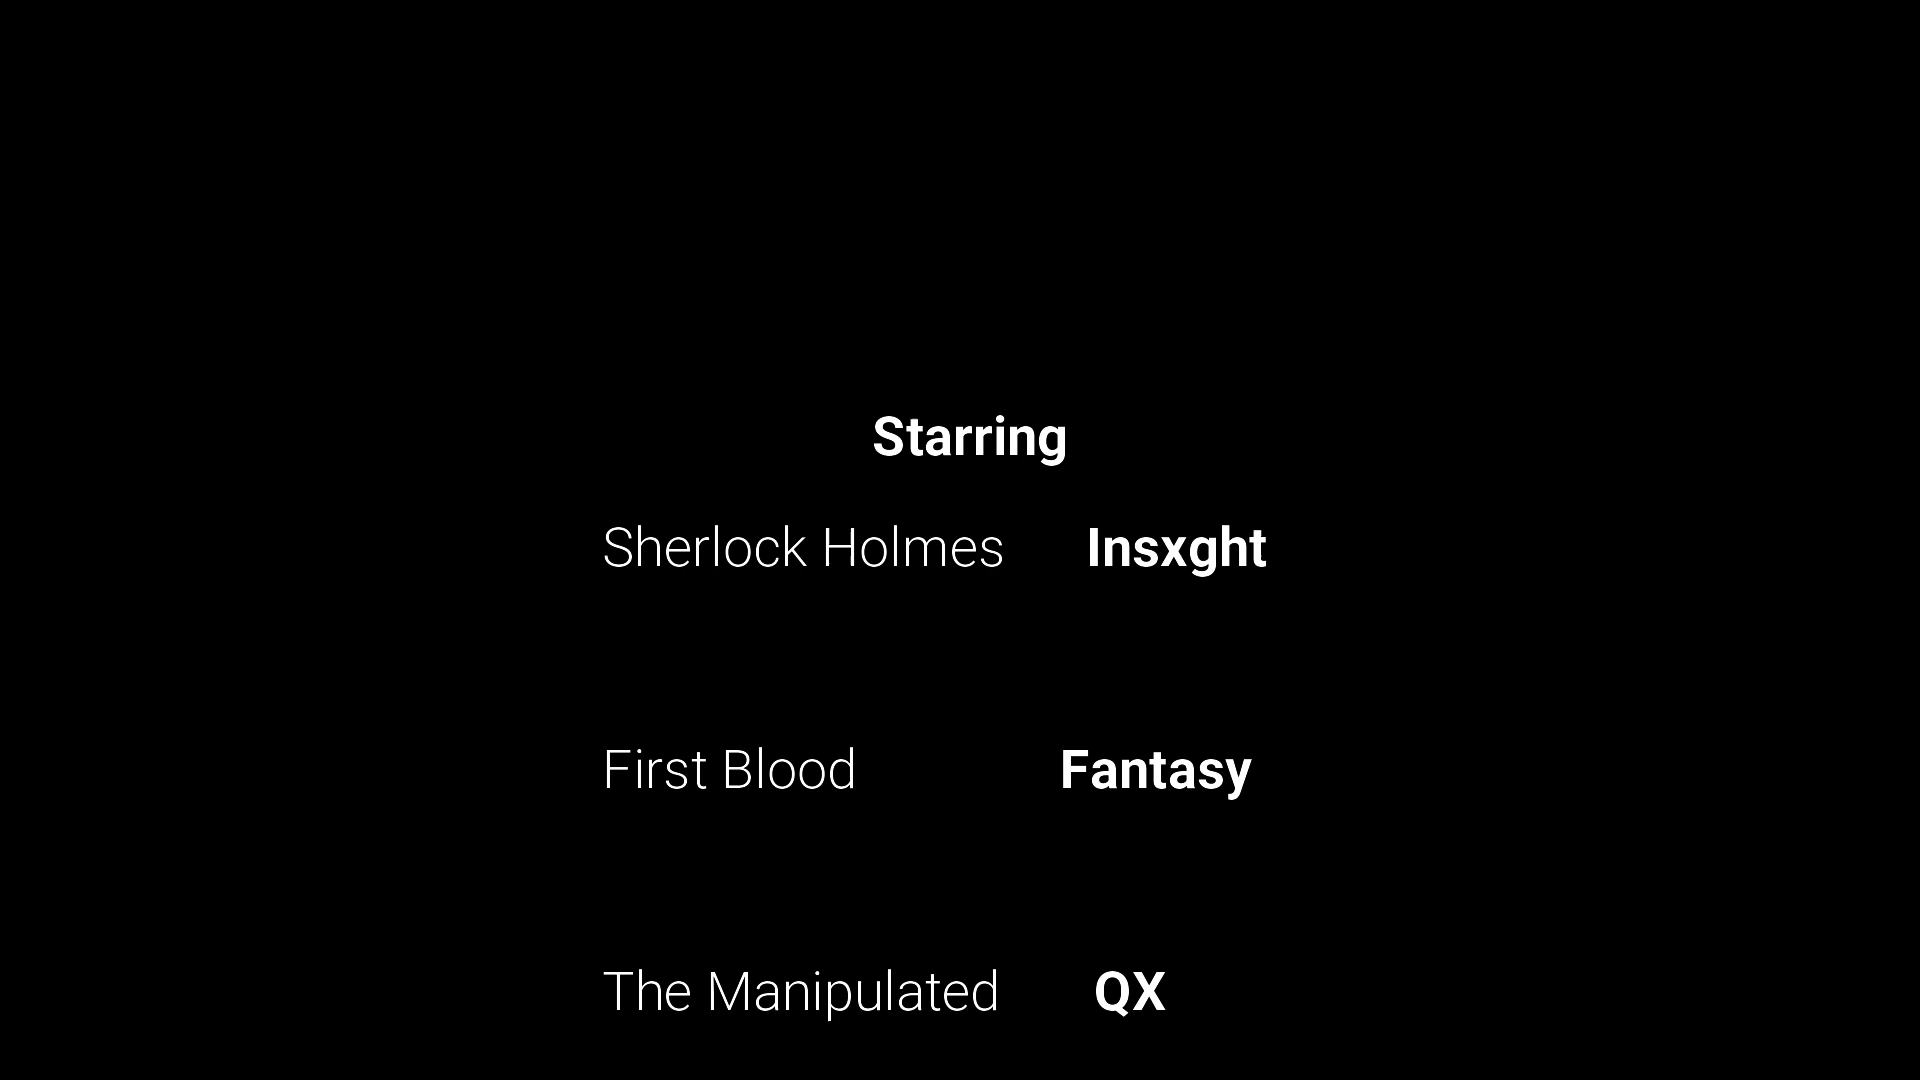 Starring
Sherlock Holmes Insxght
First Blood Fantasy
The Manipulated QX